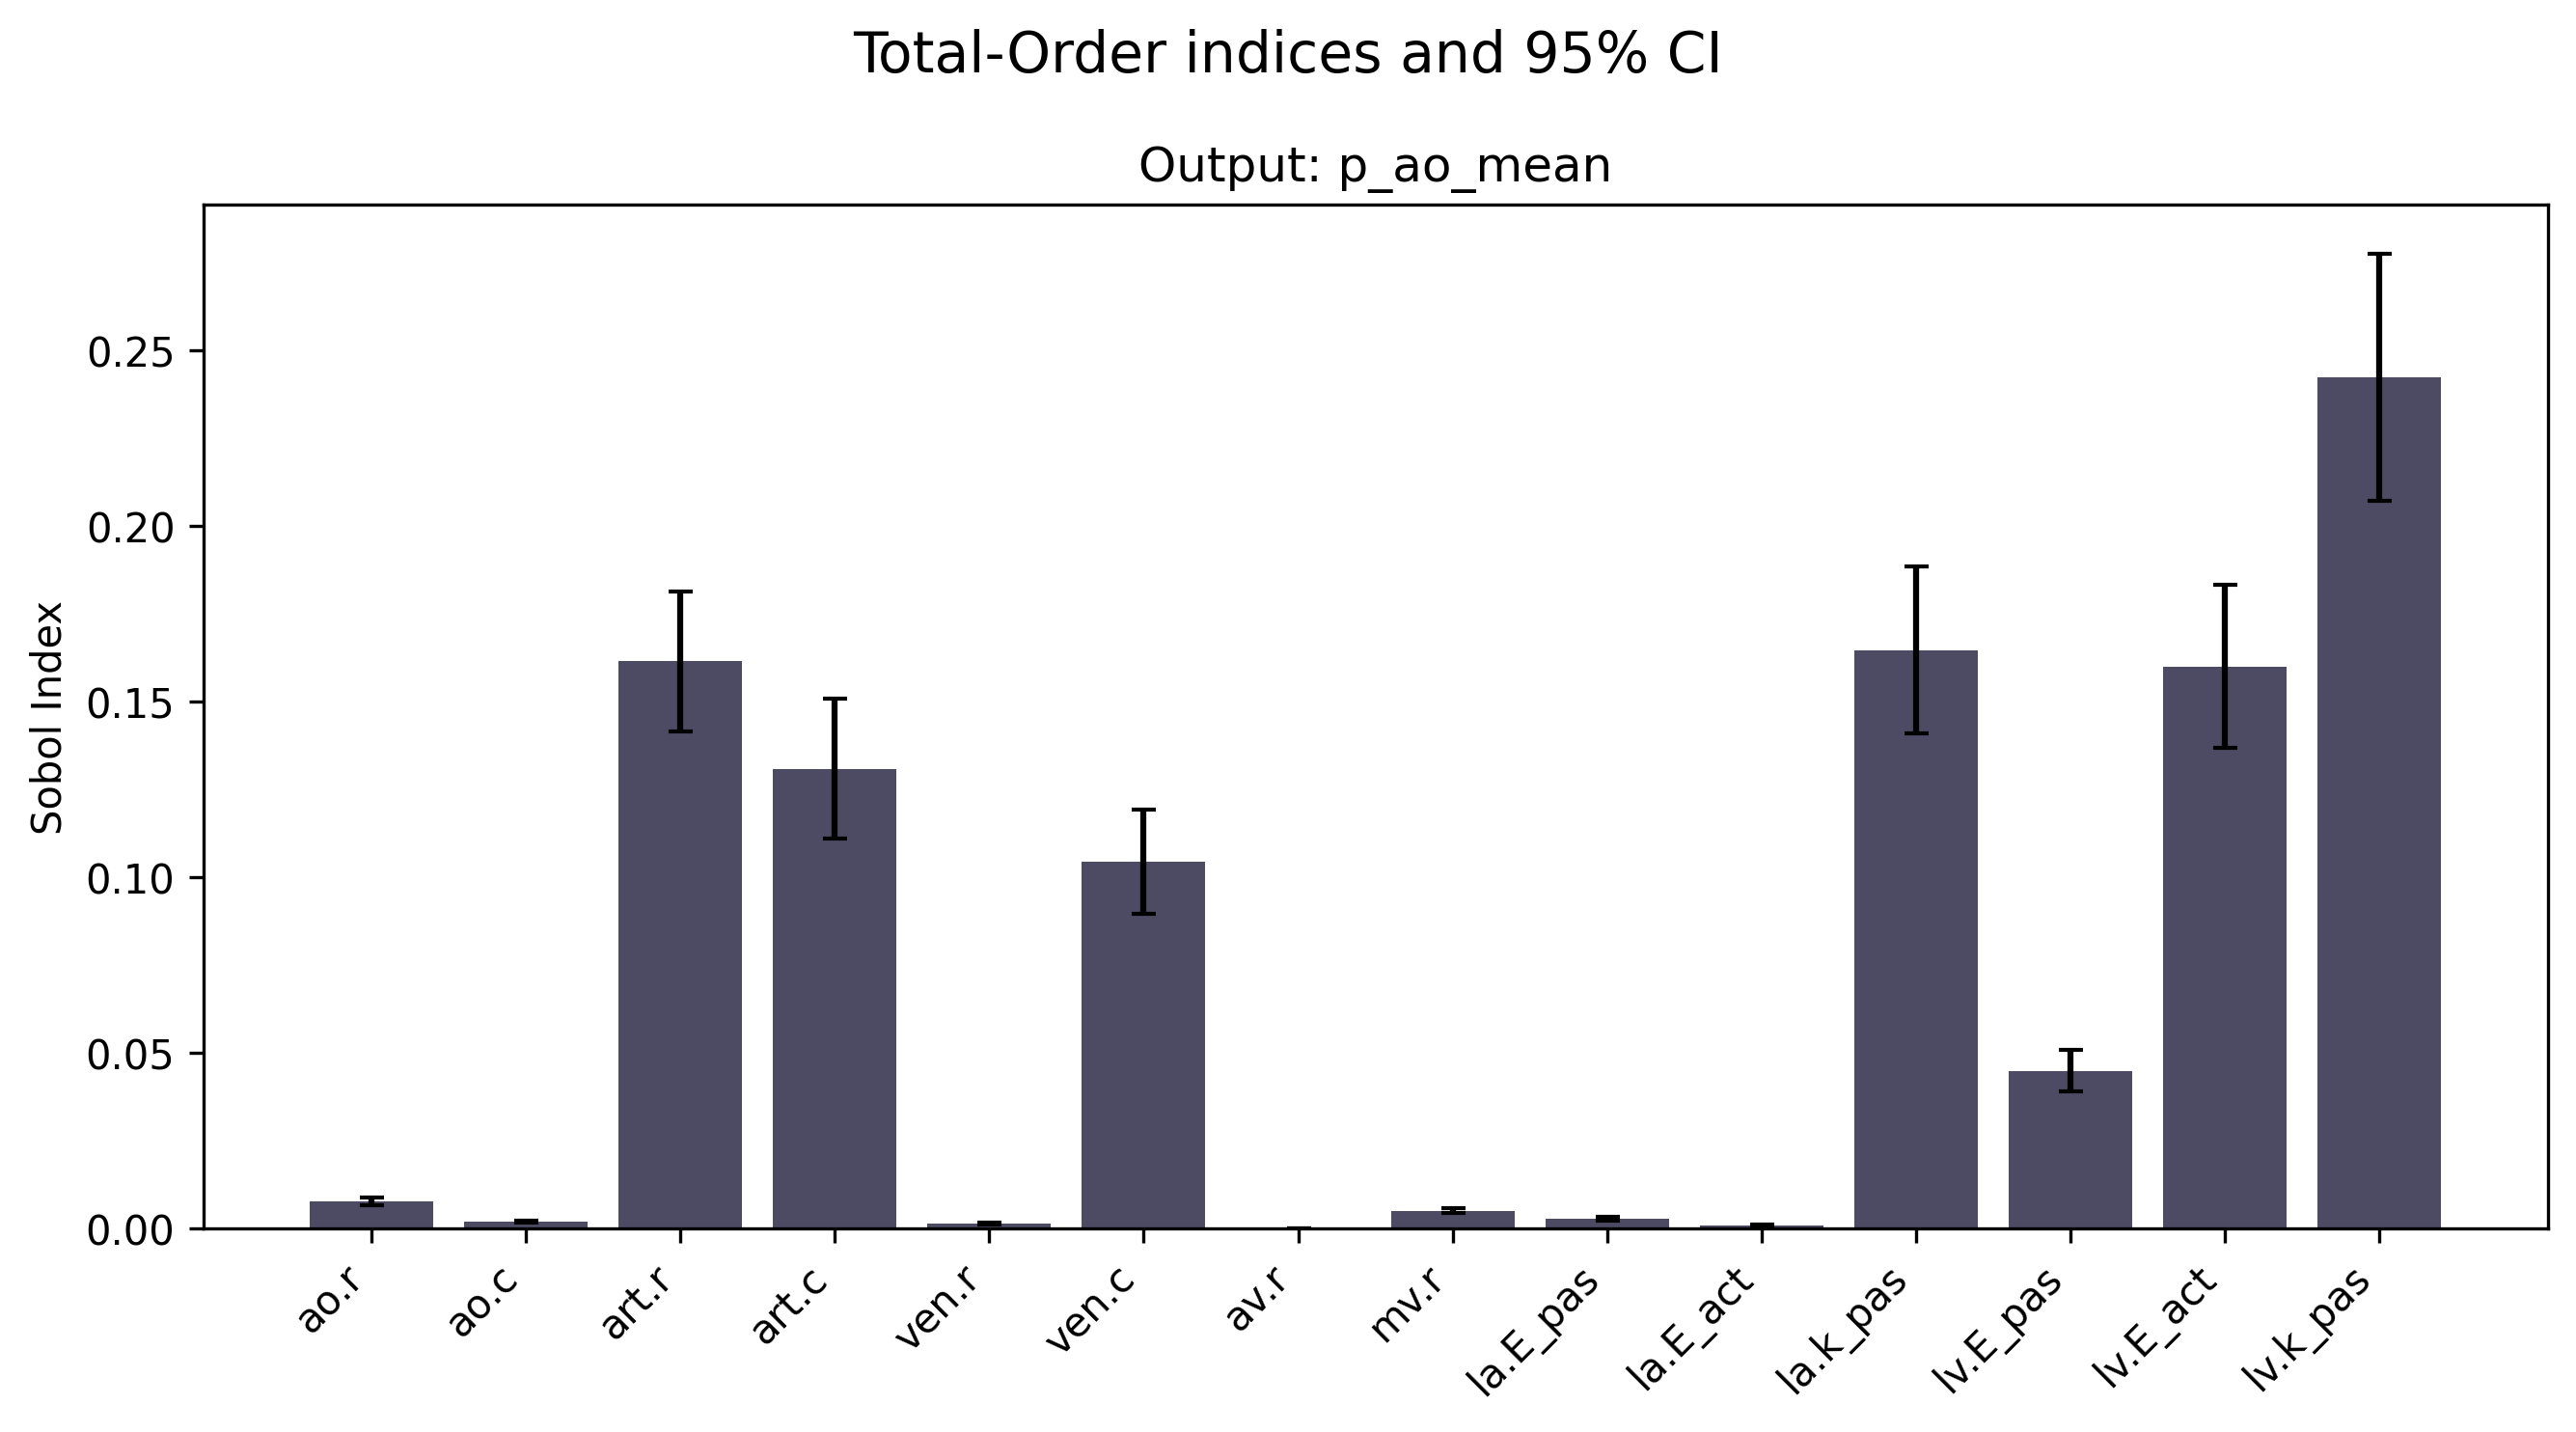 Total-Order indices and 95% CI
Output: p_ao_mean
Sobol Index
0.25
0.20
0.15
0.10
0.05
0.00
ao.r
ao.c
art.r
art.c
ven.r
ven.c
av.r
mv.r
la.E_pas
la.E_act
la.k_pas
lv.E_pas
lv.E_act
lv.k_pas